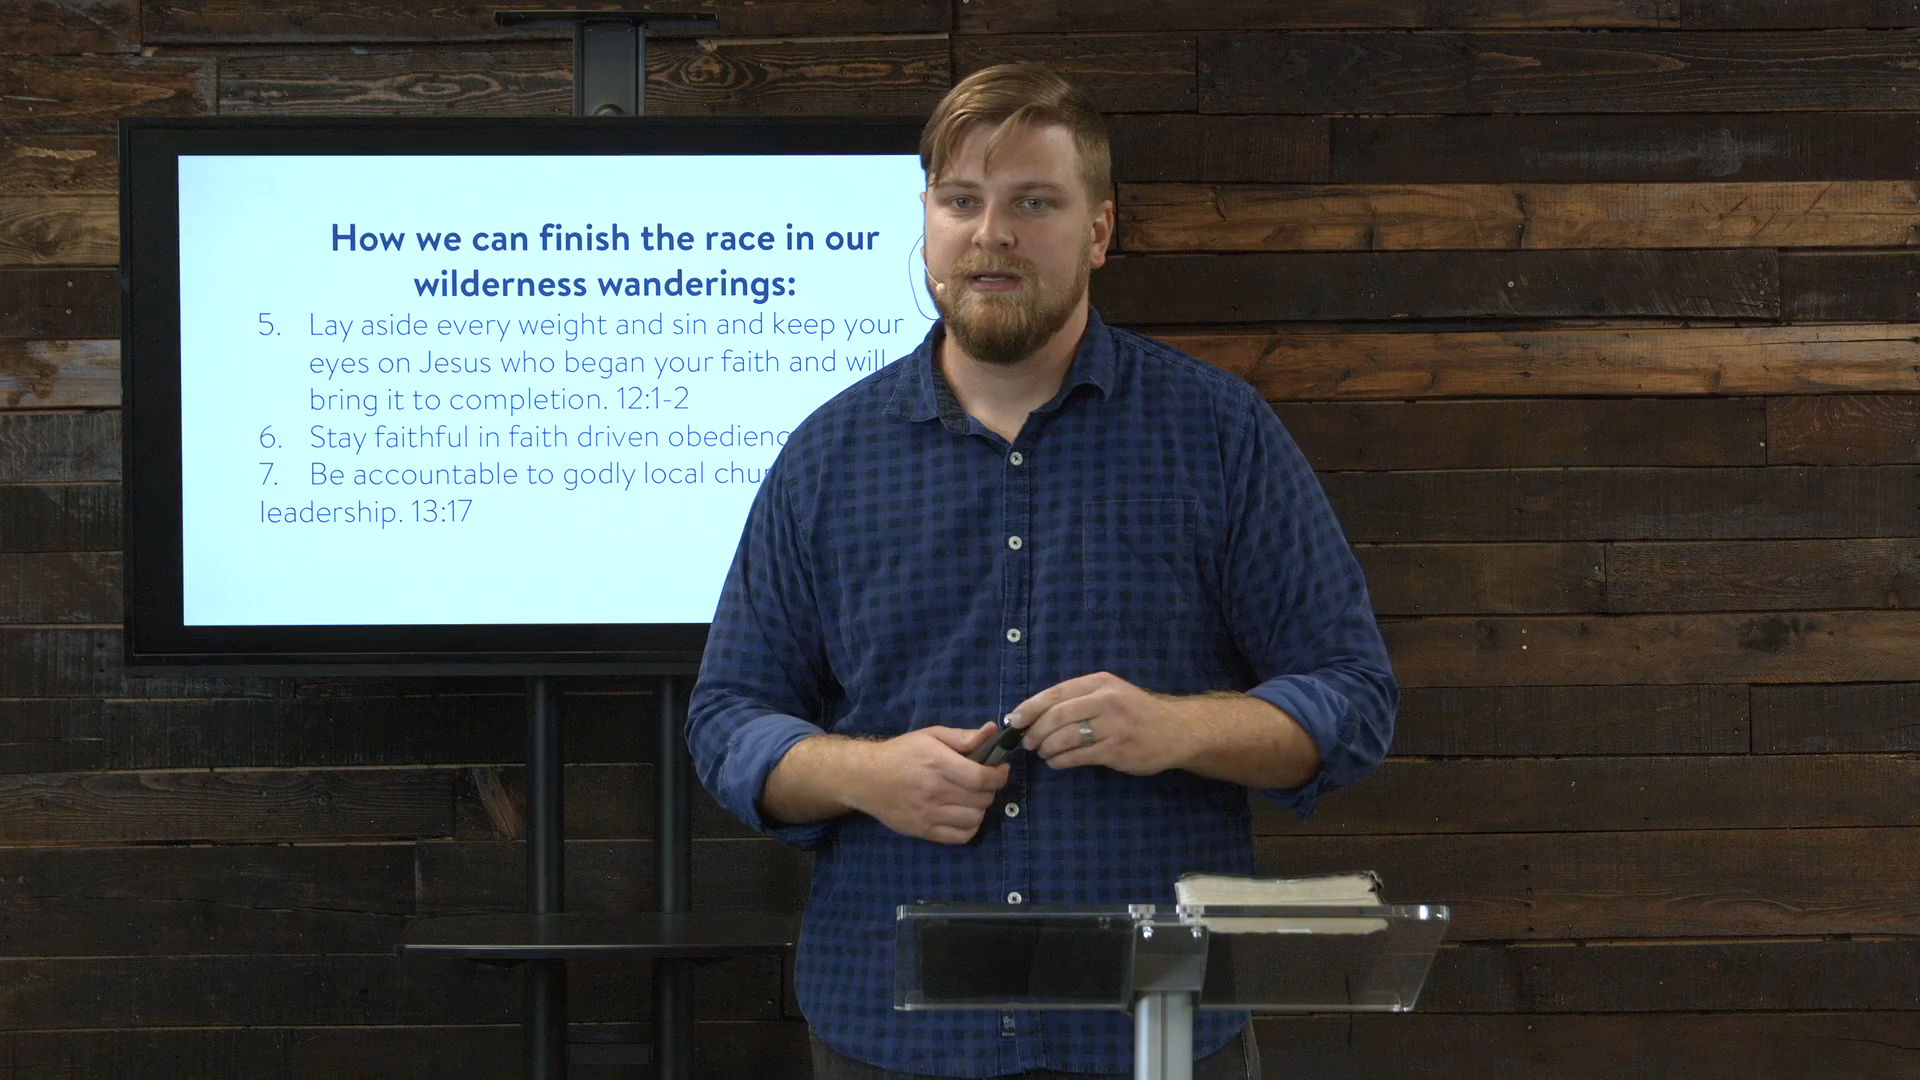 How we can finish the race in our
wilderness wanderings:
5. Lay aside every weight and sin and keep your
eyes on Jesus who began your faith and will
bring it to completion. 12:1-2
6. Stay faithful in faith driven
7. Be accountable to godly local
leadership. 13:17